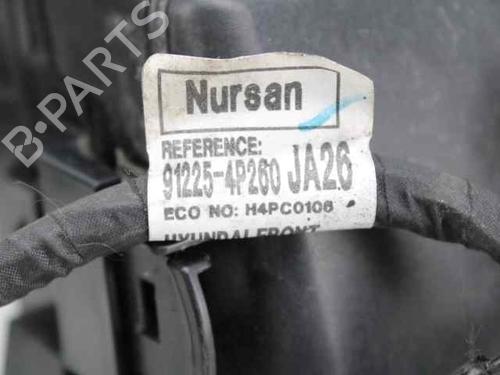 B-PARTS
Nursan
REFERENCE:
91225-4P260 JA26
ECO NO: H4PC0106
HYUNDAI FRONT